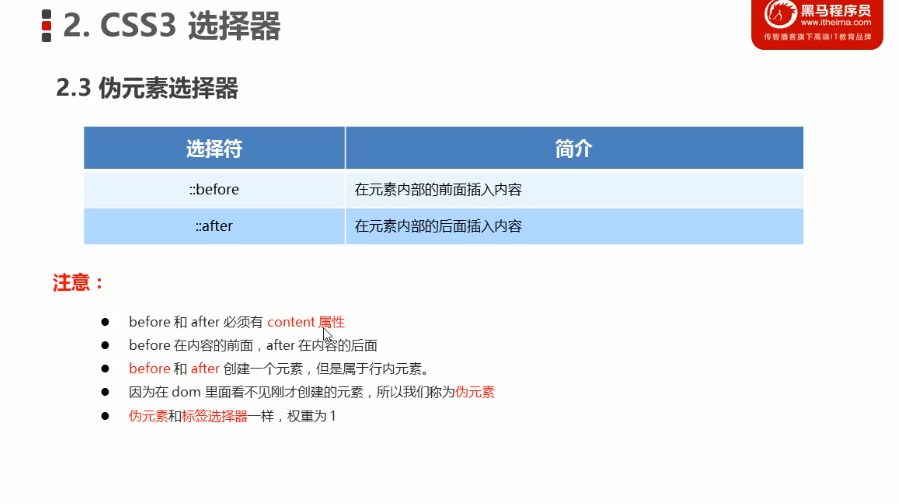 2. CSS3 选择器
黑马程序员
www.itheima.com
传智播客旗下高端IT教育品牌
2.3 伪元素选择器
选择符 简介
::before 在元素内部的前面插入内容
::after 在元素内部的后面插入内容
注意：
before 和 after 必须有 content 属性
before 在内容的前面，after 在内容的后面
before 和 after 创建一个元素，但是属于行内元素。
因为在 dom 里面看不见刚才创建的元素，所以我们称为伪元素
伪元素和标签选择器一样，权重为 1